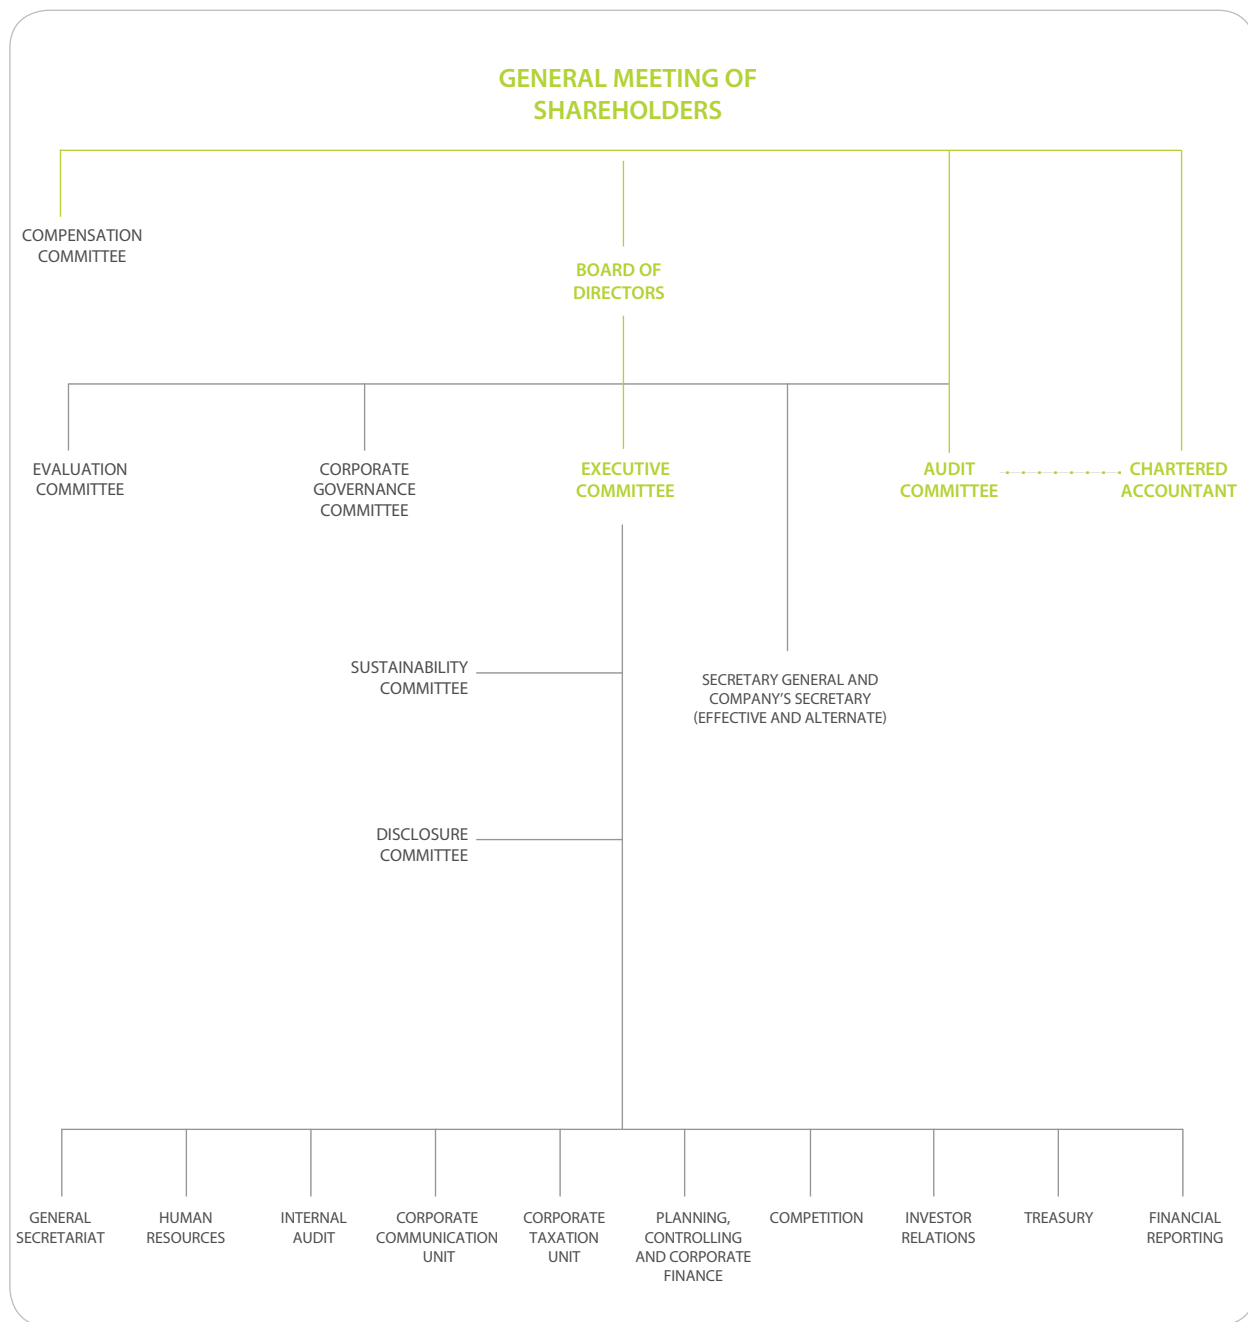 GENERAL MEETING OF
SHAREHOLDERS
COMPENSATION
COMMITTEE
BOARD OF
DIRECTORS
EVALUATION
COMMITTEE
CORPORATE
GOVERNANCE
COMMITTEE
EXECUTIVE
COMMITTEE
AUDIT
COMMITTEE
CHARTERED
ACCOUNTANT
SUSTAINABILITY
COMMITTEE
SECRETARY GENERAL AND
COMPANY'S SECRETARY
(EFFECTIVE AND ALTERNATE)
DISCLOSURE
COMMITTEE
GENERAL
SECRETARIAT
HUMAN
RESOURCES
INTERNAL
AUDIT
CORPORATE
COMMUNICATION
UNIT
CORPORATE
TAXATION
UNIT
PLANNING,
CONTROLLING
AND CORPORATE
FINANCE
COMPETITION
INVESTOR
RELATIONS
TREASURY
FINANCIAL
REPORTING